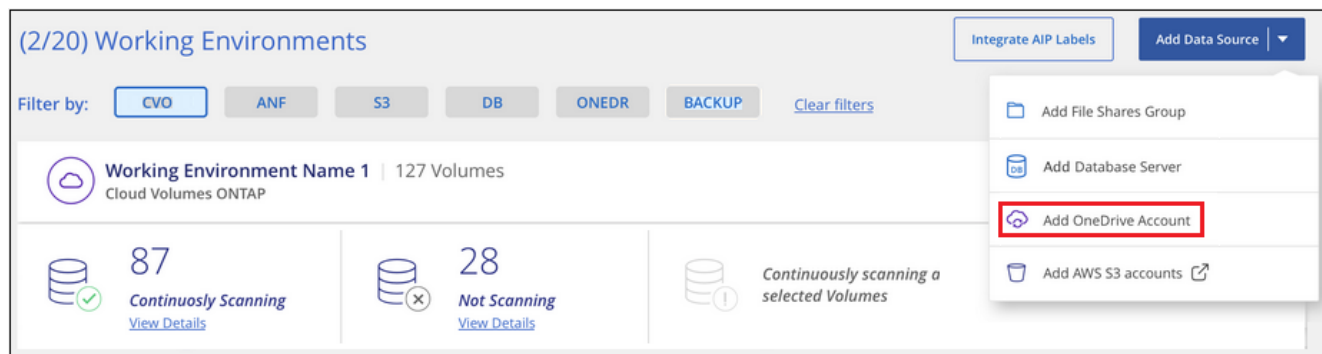 (2/20) Working Environments
Integrate AIP Labels
Add Data Source
Filter by:
CVO
ANF
S3
DB
ONEDR
BACKUP
Clear filters
Add File Shares Group
DB
Add Database Server
Add OneDrive Account
Add AWS S3 accounts
Working Environment Name 1 | 127 Volumes
Cloud Volumes ONTAP
87
Continuosly Scanning
View Details
28
Not Scanning
View Details
Continuously scanning a
selected Volumes